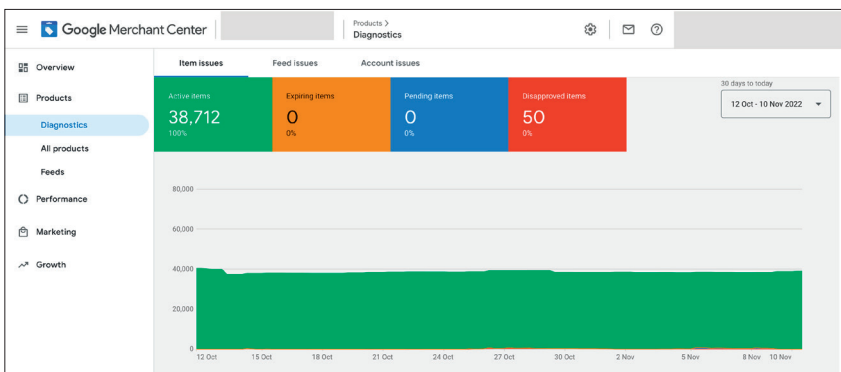 Google Merchant Center
Products >
Diagnostics
Overview
Products
Diagnostics
All products
Feeds
Performance
Marketing
Growth
Item issues
Feed issues
Account issues
Active items
38,712
100%
Expiring items
0
0%
Pending items
0
0%
Disapproved items
50
0%
30 days to today
12 Oct - 10 Nov 2022
80,000
60,000
40,000
20,000
0
12 Oct 15 Oct 18 Oct 21 Oct 24 Oct 27 Oct 30 Oct 2 Nov 5 Nov 8 Nov 10 Nov